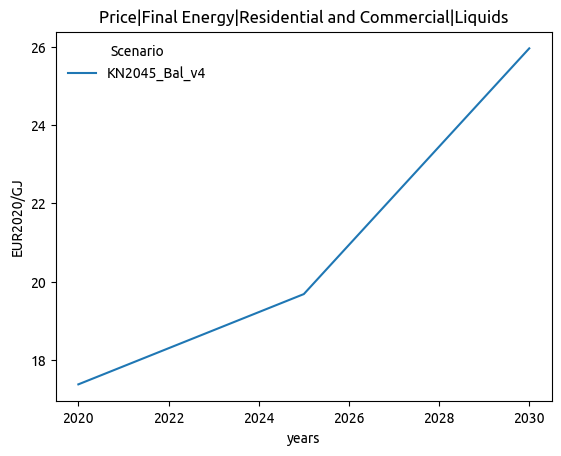 Price|Final Energy|Residential and Commercial|Liquids
Scenario
KN2045_Bal_v4
EUR2020/GJ
26
24
22
20
18
2020 2022 2024 2026 2028 2030
years